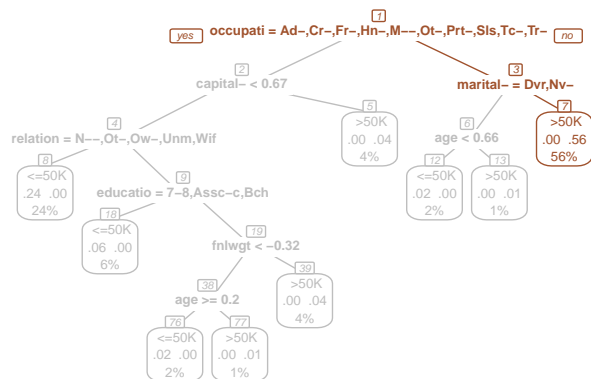 1
yes occupati = Ad-,Cr-,Fr-,Hn-,M--,Ot-,Prt-,Sls,Tc-,Tr- no
2
capital- < 0.67
3
marital- = Dvr,Nv-
4
relation = N--,Ot-,Ow-,Unm,Wif
5
>50K
.00 .04
4%
6
age < 0.66
7
>50K
.00 .56
56%
8
<=50K
.24 .00
24%
9
educatio = 7-8,Assc-c,Bch
12
<=50K
.02 .00
2%
13
>50K
.00 .01
1%
18
<=50K
.06 .00
6%
19
fnlwgt < -0.32
38
age >= 0.2
39
>50K
.00 .04
4%
76
<=50K
.02 .00
2%
77
>50K
.00 .01
1%